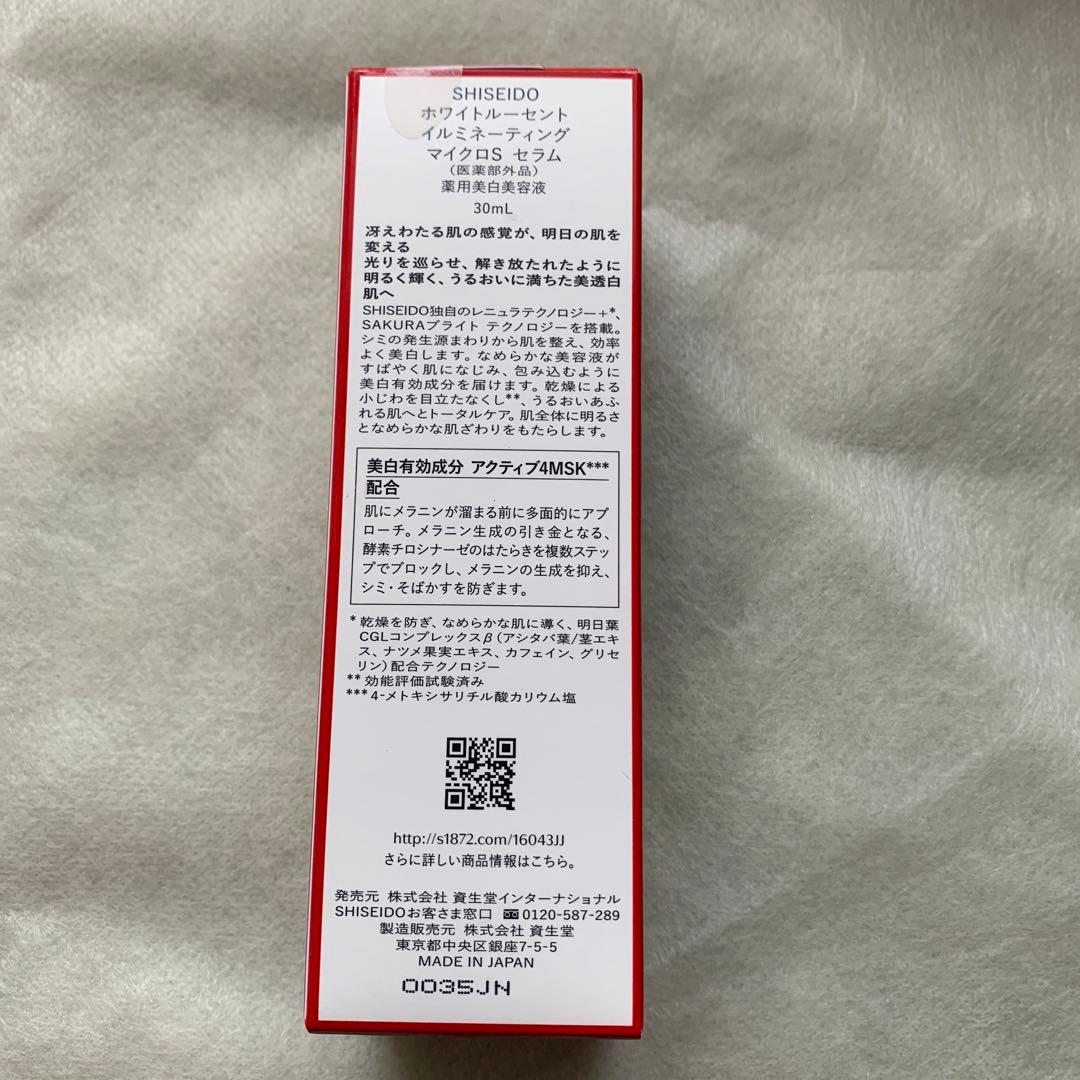 SHISEIDO
ホワイトルーセント
イルミネーティング
マイクロS セラム
（医薬部外品）
薬用美白美容液
30mL
冴えわたる肌の感覚が、明日の肌を
変える
光りを巡らせ、解き放たれたように
明るく輝く、うるおいに満ちた美透白
肌へ
SHISEIDO独自のレニュラテクノロジー+*、
SAKURAブライト テクノロジーを搭載。
シミの発生源まわりから肌を整え、効率
よく美白します。なめらかな美容液が
すばやく肌になじみ、包み込むように
美白有効成分を届けます。乾燥による
小じわを目立たなくし**、うるおいあふ
れる肌へとトータルケア。肌全体に明るさ
となめらかな肌ざわりをもたらします。
美白有効成分 アクティブ4MSK***
配合
肌にメラニンが溜まる前に多面的にアプ
ローチ。メラニン生成の引き金となる、
酵素チロシナーゼのはたらきを複数ステッ
プでブロックし、メラニンの生成を抑え、
シミ・そばかすを防ぎます。
* 乾燥を防ぎ、なめらかな肌に導く、明日葉
CGLコンプレックスβ（アシタバ葉/茎エキ
ス、ナツメ果実エキス、カフェイン、グリセ
リン）配合テクノロジー
** 効能評価試験済み
*** 4-メトキシサリチル酸カリウム塩
http://s1872.com/16043JJ
さらに詳しい商品情報はこちら。
発売元 株式会社 資生堂インターナショナル
SHISEIDOお客さま窓口 0120-587-289
製造販売元 株式会社 資生堂
東京都中央区銀座7-5-5
MADE IN JAPAN
0035JN